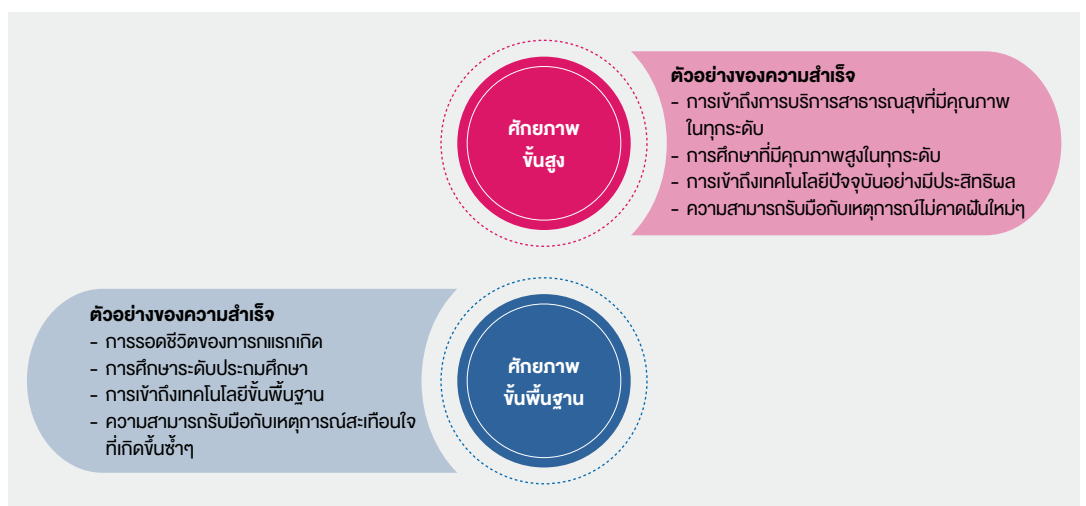 ศักยภาพ
ขั้นสูง
ตัวอย่างของความสำเร็จ
- การเข้าถึงการบริการสาธารณสุขที่มีคุณภาพ
ในทุกระดับ
- การศึกษาที่มีคุณภาพสูงในทุกระดับ
- การเข้าถึงเทคโนโลยีปัจจุบันอย่างมีประสิทธิผล
- ความสามารถรับมือกับเหตุการณ์ไม่คาดฝันใหม่ๆ
ตัวอย่างของความสำเร็จ
- การรอดชีวิตของทารกแรกเกิด
- การศึกษาระดับประถมศึกษา
- การเข้าถึงเทคโนโลยีขั้นพื้นฐาน
- ความสามารถรับมือกับเหตุการณ์สะเทือนใจ
ที่เกิดขึ้นซ้ำๆ
ศักยภาพ
ขั้นพื้นฐาน